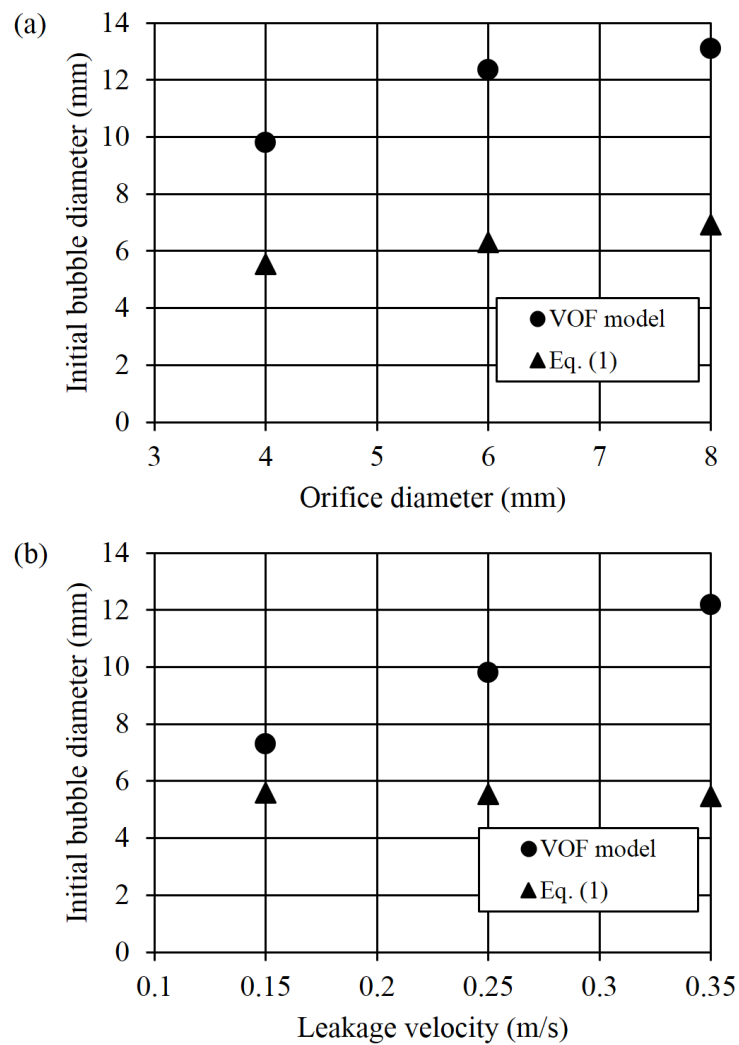 (a)
Initial bubble diameter (mm)
14
12
10
8
6
4
2
0
VOF model
Eq. (1)
3 4 5 6 7 8
Orifice diameter (mm)
(b)
Initial bubble diameter (mm)
14
12
10
8
6
4
2
0
VOF model
Eq. (1)
0.1 0.15 0.2 0.25 0.3 0.35
Leakage velocity (m/s)